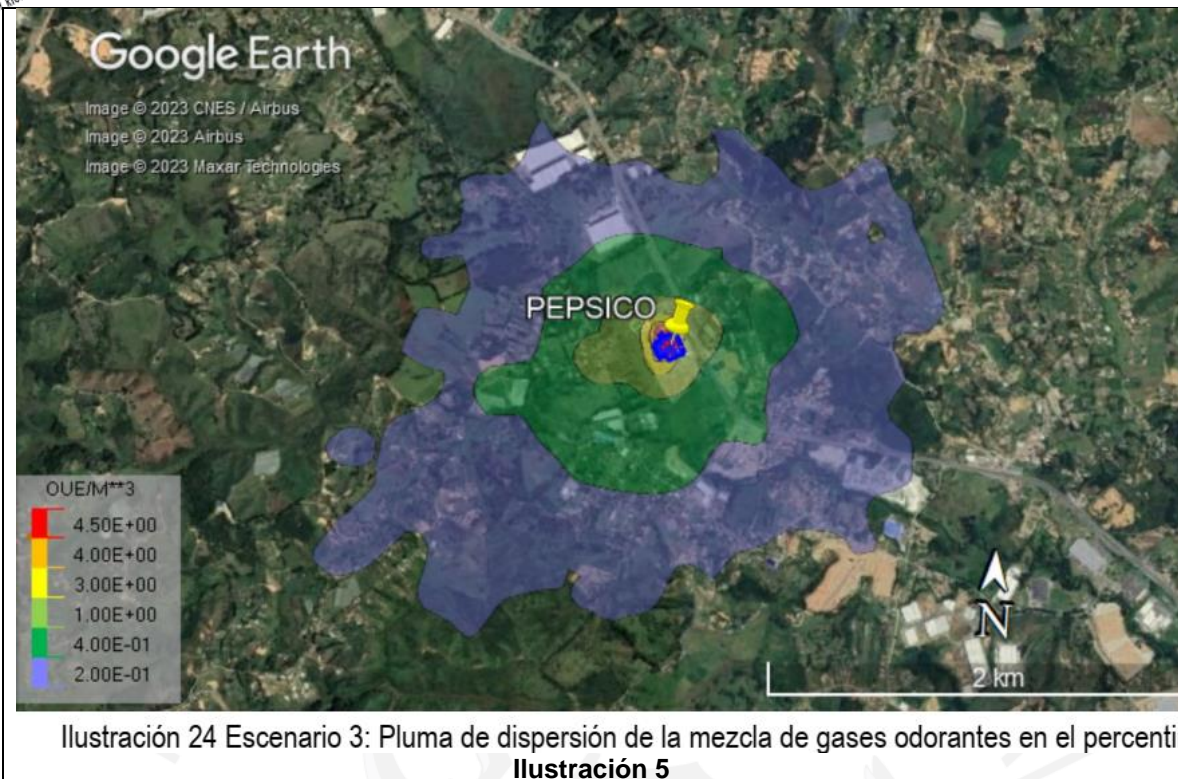 Google Earth
Image © 2023 CNES / Airbus
Image © 2023 Airbus
Image © 2023 Maxar Technologies
PEPSICO
OUE/M**3
4.50E+00
4.00E+00
3.00E+00
1.00E+00
4.00E-01
2.00E-01
N
2 km
Ilustración 24 Escenario 3: Pluma de dispersión de la mezcla de gases odorantes en el percenti
Ilustración 5